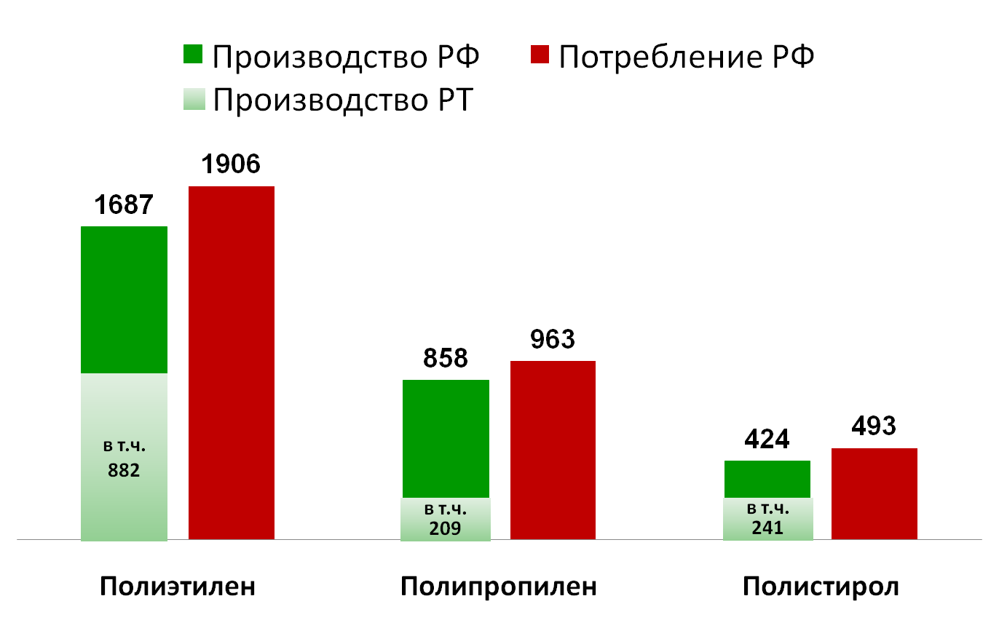 Производство РФ
Потребление РФ
Производство РТ
1687
1906
в т.ч.
882
858
963
в т.ч.
209
424
493
в т.ч.
241
Полиэтилен
Полипропилен
Полистирол